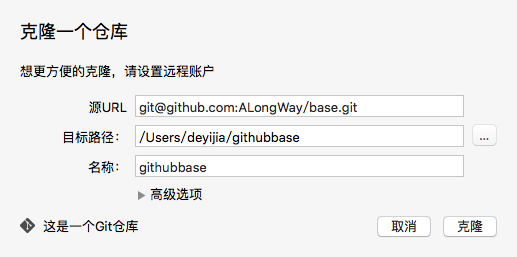 克隆一个仓库
想更方便的克隆，请设置远程账户
源URL git@github.com:ALongWay/base.git
目标路径： /Users/deyijia/githubbase ...
名称： githubbase
高级选项
这是一个Git仓库 取消 克隆